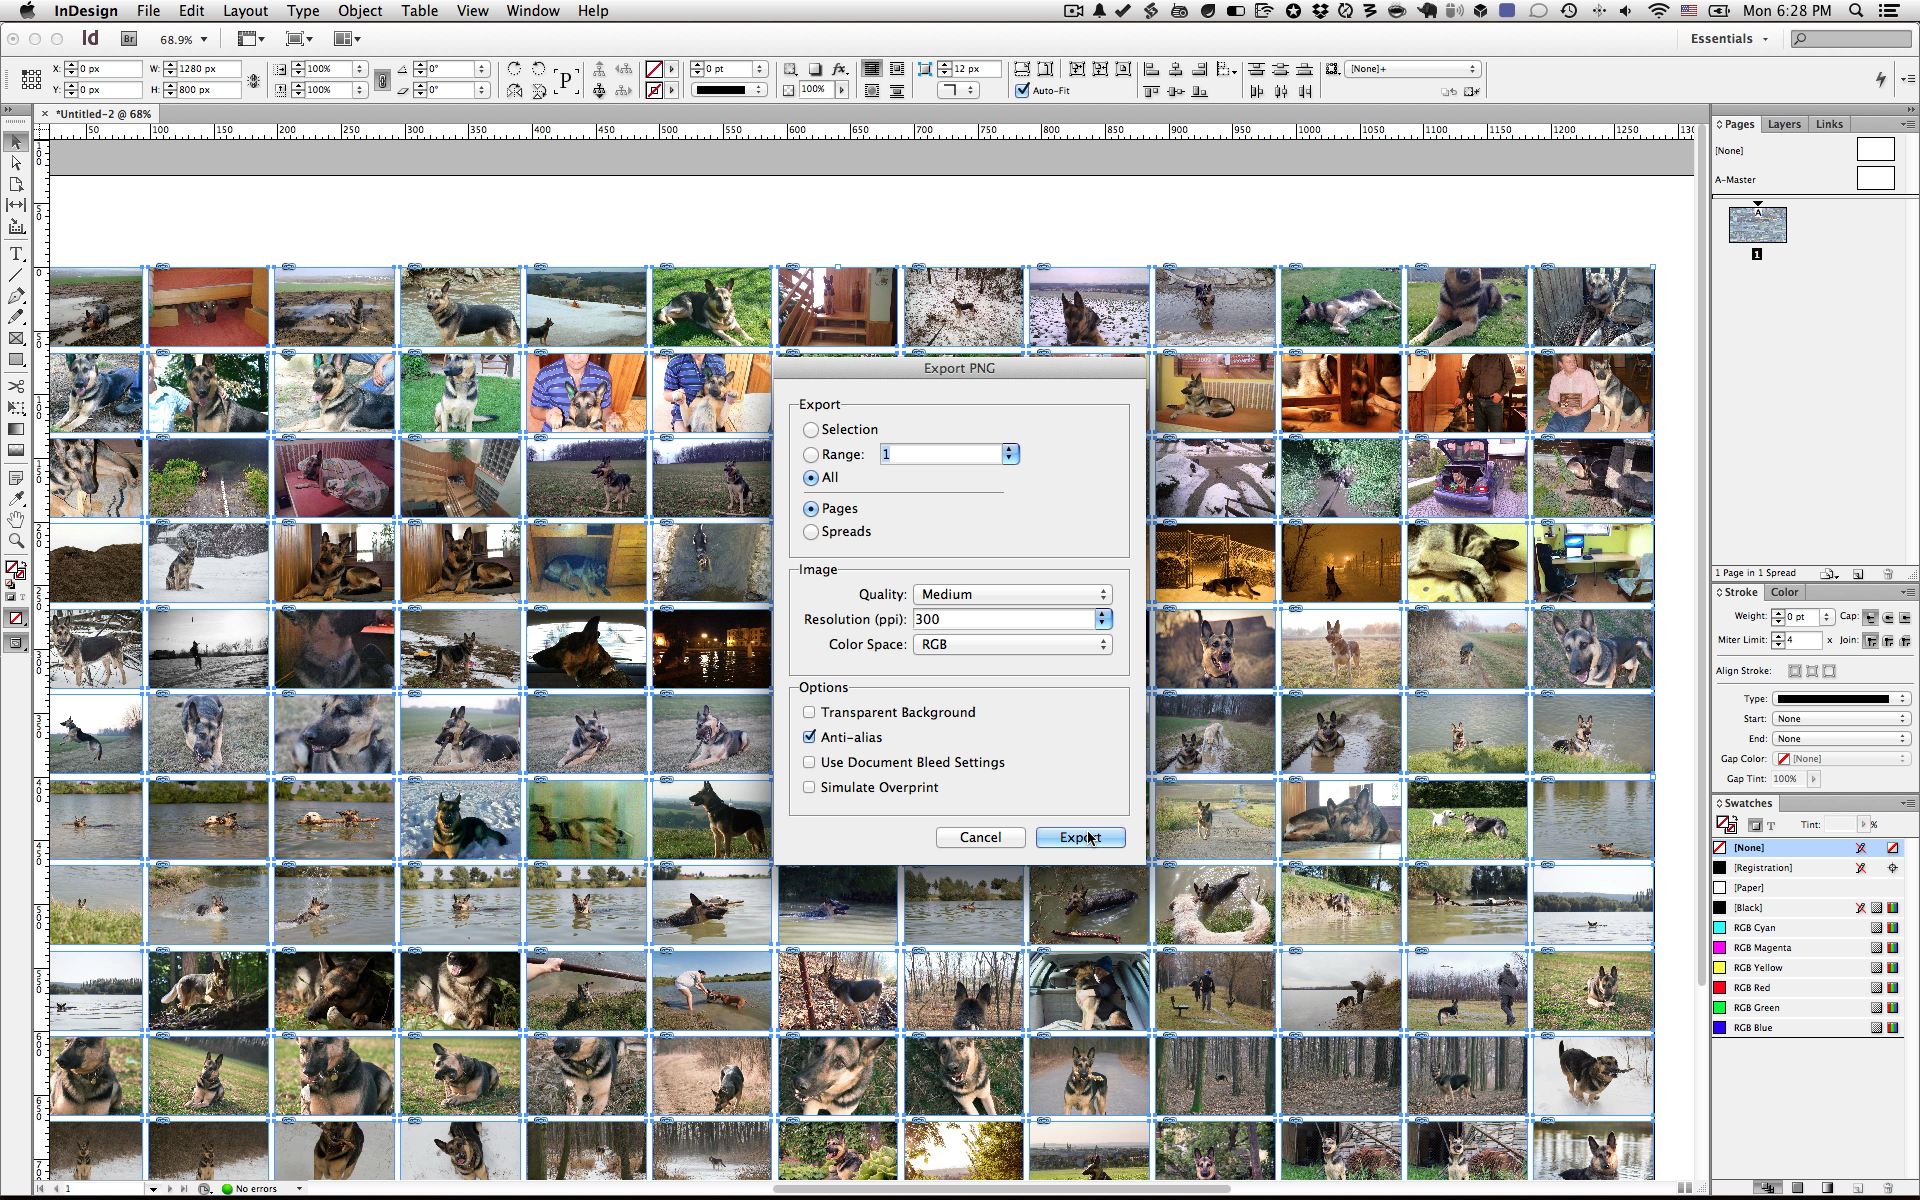 InDesign File Edit Layout Type Object Table View Window Help Mon 6:28 PM
Id Br 68.9% Essentials
X: 0 px W: 1280 px 100% 0° P 0 pt fx 12 px [None]+
Y: 0 px H: 800 px 100% 0° 100% Auto-Fit
*Untitled-2 @ 68%
50 100 150 200 250 300 350 400 450 500 550 600 650 700 750 800 850 900 950 1000 1050 1100 1150 1200 1250 130
Pages Layers Links
[None]
A-Master
A
1
1 Page in 1 Spread
Stroke Color
Weight: 0 pt Cap:
Miter Limit: 4 x Join:
Align Stroke:
Type:
Start: None
End: None
Gap Color: [None]
Gap Tint: 100%
Swatches
T Tint: %
[None]
[Registration]
[Paper]
[Black]
RGB Cyan
RGB Magenta
RGB Yellow
RGB Red
RGB Green
RGB Blue
Export PNG
Export
Selection
Range: 1
All
Pages
Spreads
Image
Quality: Medium
Resolution (ppi): 300
Color Space: RGB
Options
Transparent Background
Anti-alias
Use Document Bleed Settings
Simulate Overprint
Cancel Export
1 No errors